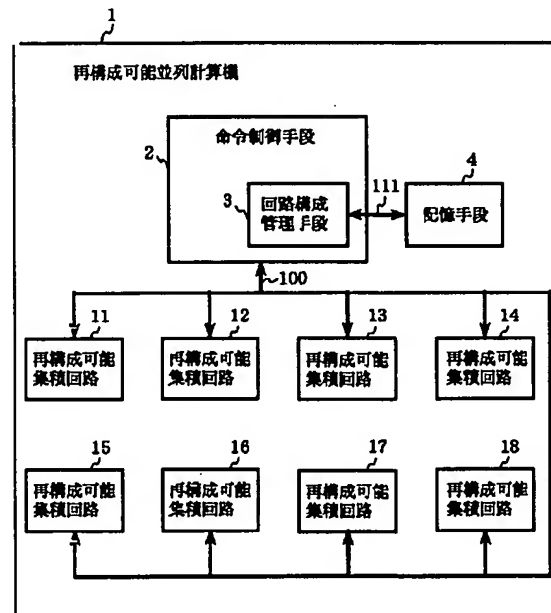 1
再構成可能並列計算機
命令制御手段
2
3
回路構成
管理手段
111
4
記憶手段
100
11
再構成可能
集積回路
12
再構成可能
集積回路
13
再構成可能
集積回路
14
再構成可能
集積回路
15
再構成可能
集積回路
16
再構成可能
集積回路
17
再構成可能
集積回路
18
再構成可能
集積回路